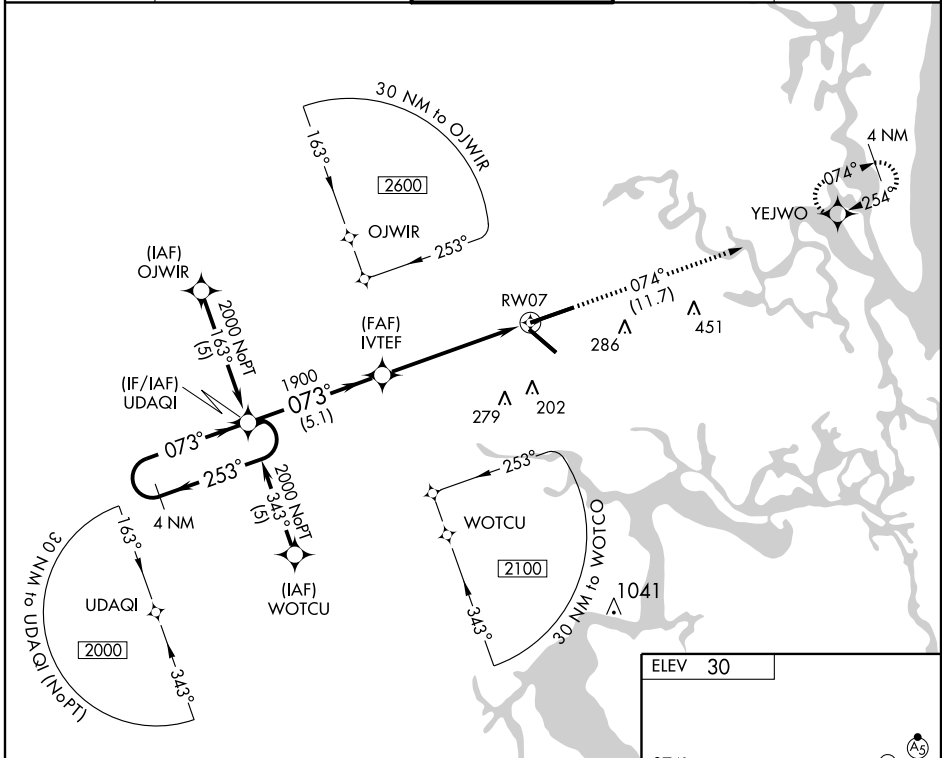 30 NM to OJWIR
163°
2600
OJWIR
253°
4 NM
074°
254°
YEJWO
(IAF)
OJWIR
2000 NoPT
163°
(5)
RW07
074°
(11.7)
286
451
(FAF)
IVTEF
(IF/IAF)
UDAQI
1900
073°
(5.1)
279
202
073°
253°
4 NM
2000 NoPT
343°
(5)
(IAF)
WOTCU
253°
WOTCU
2100
343°
30 NM to WOTCO
1041
163°
UDAQI
2000
343°
30 NM to UDAQI (NoPT)
ELEV 30
A5